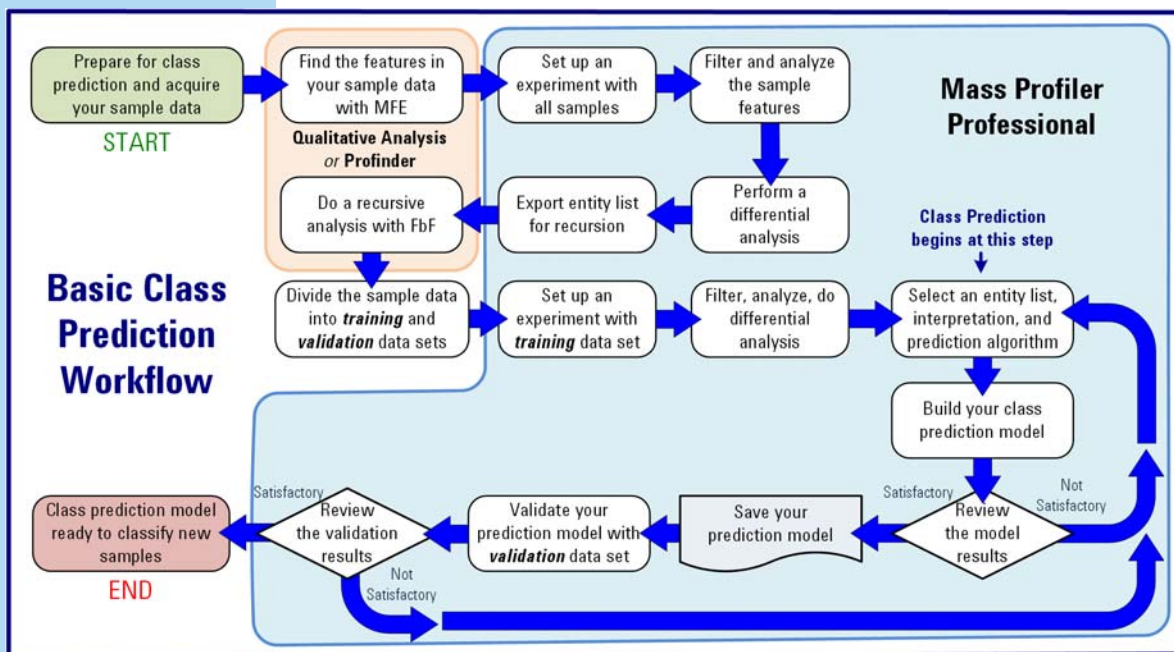 Prepare for class
prediction and acquire
your sample data
START
Find the features in
your sample data
with MFE
Qualitative Analysis
or Profinder
Set up an
experiment with
all samples
Filter and analyze
the sample
features
Mass Profiler
Professional
Do a recursive
analysis with FbF
Export entity list
for recursion
Perform a
differential
analysis
Class Prediction
begins at this step
Basic Class
Prediction
Workflow
Divide the sample data
into training and
validation data sets
Set up an
experiment with
training data set
Filter, analyze, do
differential
analysis
Select an entity list,
interpretation, and
prediction algorithm
Build your class
prediction model
Class prediction model
ready to classify new
samples
END
Satisfactory
Review
the validation
results
Not
Satisfactory
Validate your
prediction model with
validation data set
Save your
prediction model
Satisfactory
Review
the model
results
Not
Satisfactory